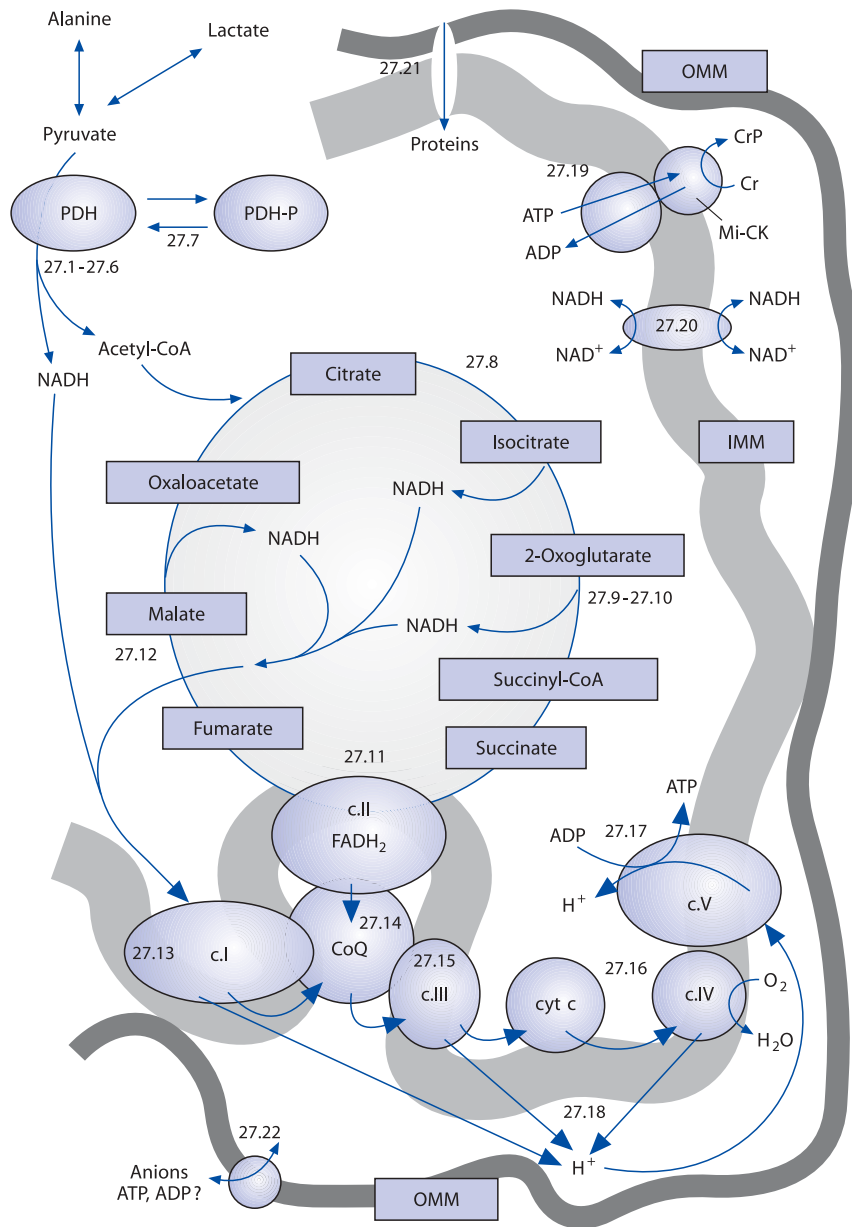 Alanine
Lactate
27.21
OMM
Pyruvate
Proteins
CrP
27.19
Cr
PDH
PDH-P
ATP
27.7
Mi-CK
ADP
27.1 - 27.6
NADH
NADH
27.20
Acetyl-CoA
NAD+
NAD+
NADH
Citrate
27.8
Isocitrate
IMM
Oxaloacetate
NADH
NADH
2-Oxoglutarate
27.9 - 27.10
Malate
NADH
27.12
Succinyl-CoA
Fumarate
Succinate
27.11
ATP
c.II
27.17
ADP
FADH2
c.V
H+
27.14
27.13
c.I
CoQ
27.15
27.16
O2
c.III
cyt c
c.IV
H2O
27.18
27.22
H+
Anions
ATP, ADP ?
OMM